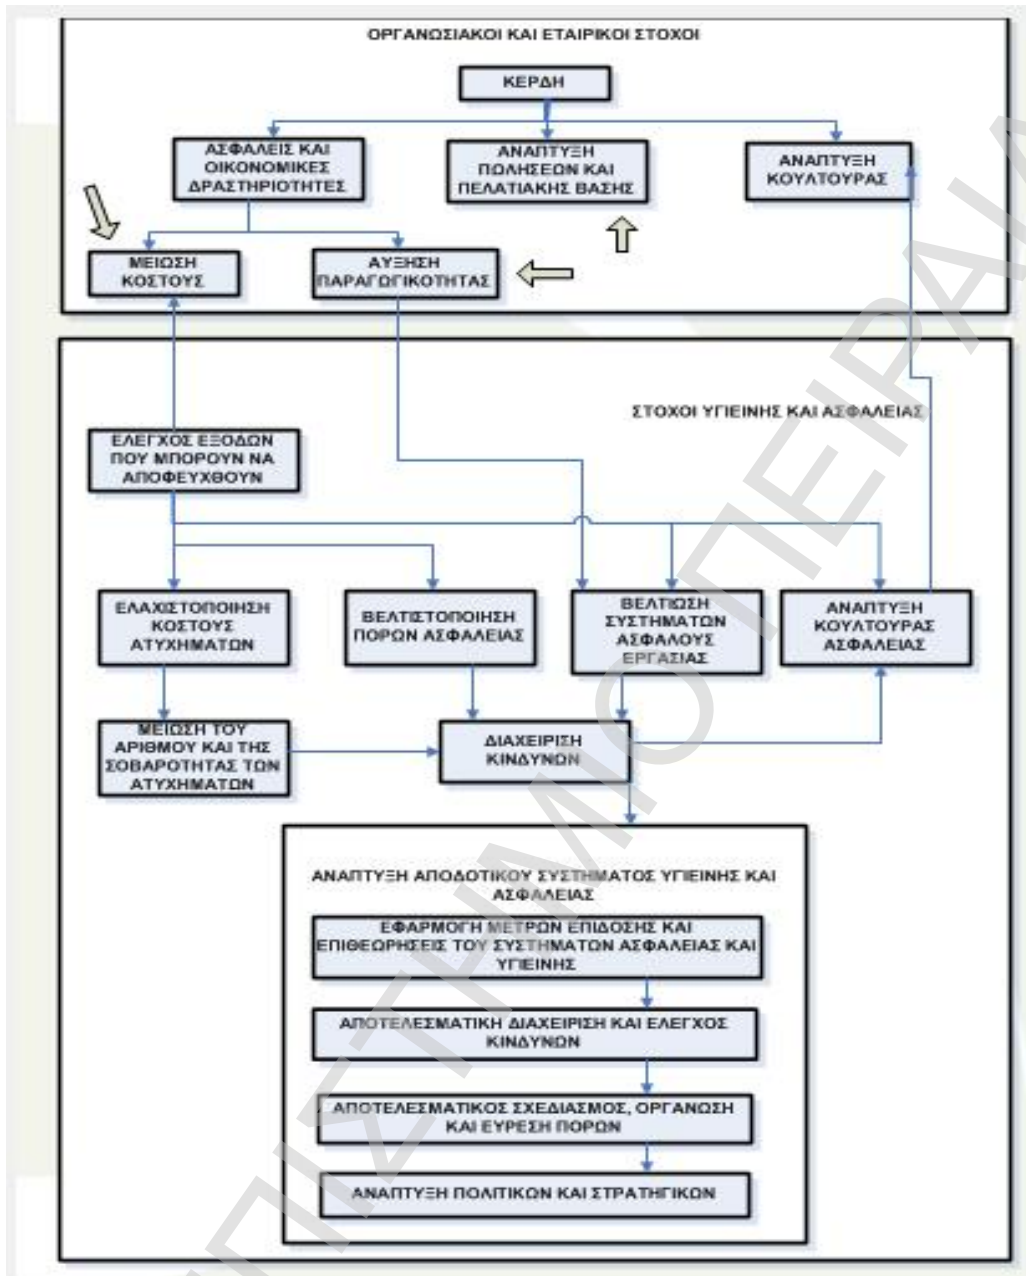 ΟΡΓΑΝΩΣΙΑΚΟΙ ΚΑΙ ΕΤΑΙΡΙΚΟΙ ΣΤΟΧΟΙ
ΚΕΡΔΗ
ΑΣΦΑΛΕΙΣ ΚΑΙ
ΟΙΚΟΝΟΜΙΚΕΣ
ΔΡΑΣΤΗΡΙΟΤΗΤΕΣ
ΑΝΑΠΤΥΞΗ
ΠΩΛΗΣΕΩΝ ΚΑΙ
ΠΕΛΑΤΙΑΚΗΣ ΒΑΣΗΣ
ΑΝΑΠΤΥΞΗ
ΚΟΥΛΤΟΥΡΑΣ
ΜΕΙΩΣΗ
ΚΟΣΤΟΥΣ
ΑΥΞΗΣΗ
ΠΑΡΑΓΩΓΙΚΟΤΗΤΑΣ
ΣΤΟΧΟΙ ΥΓΙΕΙΝΗΣ ΚΑΙ ΑΣΦΑΛΕΙΑΣ
ΕΛΕΓΧΟΣ ΕΞΟΔΩΝ
ΠΟΥ ΜΠΟΡΟΥΝ ΝΑ
ΑΠΟΦΕΥΧΘΟΥΝ
ΕΛΑΧΙΣΤΟΠΟΙΗΣΗ
ΚΟΣΤΟΥΣ
ΑΤΥΧΗΜΑΤΩΝ
ΒΕΛΤΙΣΤΟΠΟΙΗΣΗ
ΠΟΡΩΝ ΑΣΦΑΛΕΙΑΣ
ΒΕΛΤΙΩΣΗ
ΣΥΣΤΗΜΑΤΩΝ
ΑΣΦΑΛΟΥΣ
ΕΡΓΑΣΙΑΣ
ΑΝΑΠΤΥΞΗ
ΚΟΥΛΤΟΥΡΑΣ
ΑΣΦΑΛΕΙΑΣ
ΜΕΙΩΣΗ ΤΟΥ
ΑΡΙΘΜΟΥ ΚΑΙ ΤΗΣ
ΣΟΒΑΡΟΤΗΤΑΣ ΤΩΝ
ΑΤΥΧΗΜΑΤΩΝ
ΔΙΑΧΕΙΡΙΣΗ
ΚΙΝΔΥΝΩΝ
ΑΝΑΠΤΥΞΗ ΑΠΟΔΟΤΙΚΟΥ ΣΥΣΤΗΜΑΤΟΣ ΥΓΙΕΙΝΗΣ ΚΑΙ
ΑΣΦΑΛΕΙΑΣ
ΕΦΑΡΜΟΓΗ ΜΕΤΡΩΝ ΕΠΙΔΟΣΗΣ ΚΑΙ
ΕΠΙΘΕΩΡΗΣΕΙΣ ΤΟΥ ΣΥΣΤΗΜΑΤΩΝ ΑΣΦΑΛΕΙΑΣ ΚΑΙ
ΥΓΙΕΙΝΗΣ
ΑΠΟΤΕΛΕΣΜΑΤΙΚΗ ΔΙΑΧΕΙΡΙΣΗ ΚΑΙ ΕΛΕΓΧΟΣ
ΚΙΝΔΥΝΩΝ
ΑΠΟΤΕΛΕΣΜΑΤΙΚΟΣ ΣΧΕΔΙΑΣΜΟΣ, ΟΡΓΑΝΩΣΗ
ΚΑΙ ΕΥΡΕΣΗ ΠΟΡΩΝ
ΑΝΑΠΤΥΞΗ ΠΟΛΙΤΙΚΩΝ ΚΑΙ ΣΤΡΑΤΗΓΙΚΩΝ